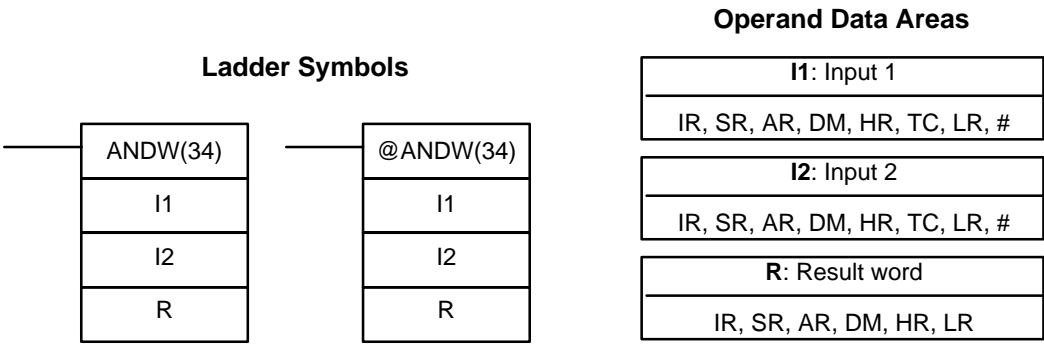 Ladder Symbols
ANDW(34)
I1
I2
R
@ANDW(34)
I1
I2
R
Operand Data Areas
I1: Input 1
IR, SR, AR, DM, HR, TC, LR, #
I2: Input 2
IR, SR, AR, DM, HR, TC, LR, #
R: Result word
IR, SR, AR, DM, HR, LR